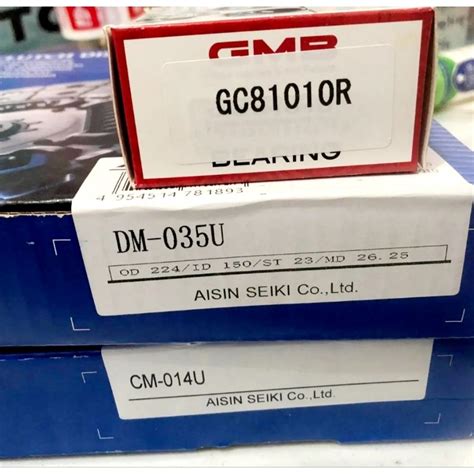 GMB
GC81010R
BEARING
4 954514 781893
DM-035U
OD 224/ID 150/ST 23/MD 26.25
AISIN SEIKI Co.,Ltd.
CM-014U
AISIN SEIKI Co.,Ltd.